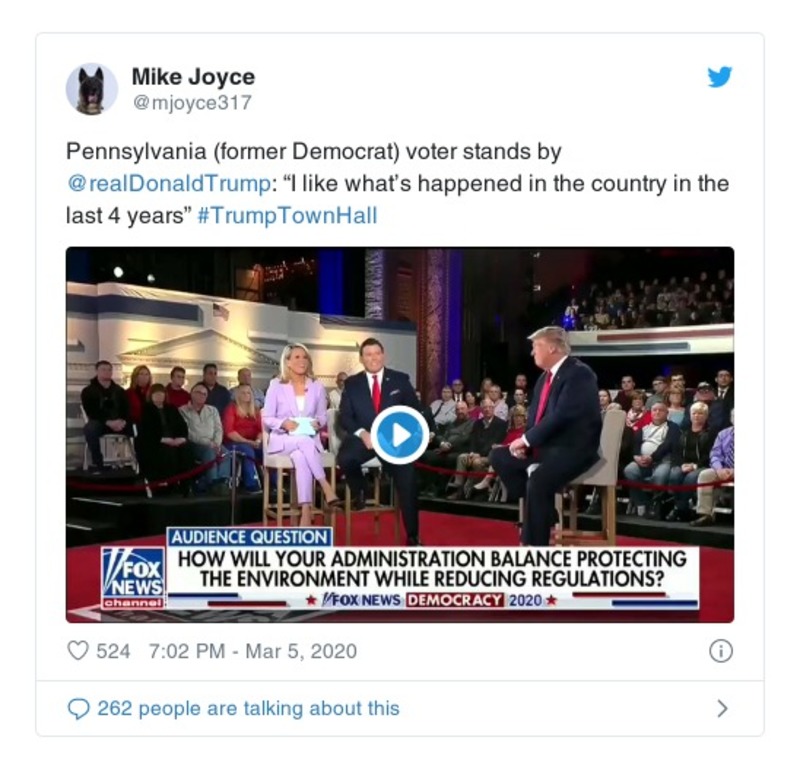 Mike Joyce
@mjoyce317
Pennsylvania (former Democrat) voter stands by
@realDonaldTrump: “I like what’s happened in the country in the
last 4 years” #TrumpTownHall
AUDIENCE QUESTION
HOW WILL YOUR ADMINISTRATION BALANCE PROTECTING
THE ENVIRONMENT WHILE REDUCING REGULATIONS?
FOX
NEWS
channel
FOX NEWS DEMOCRACY 2020
524 7:02 PM - Mar 5, 2020
262 people are talking about this